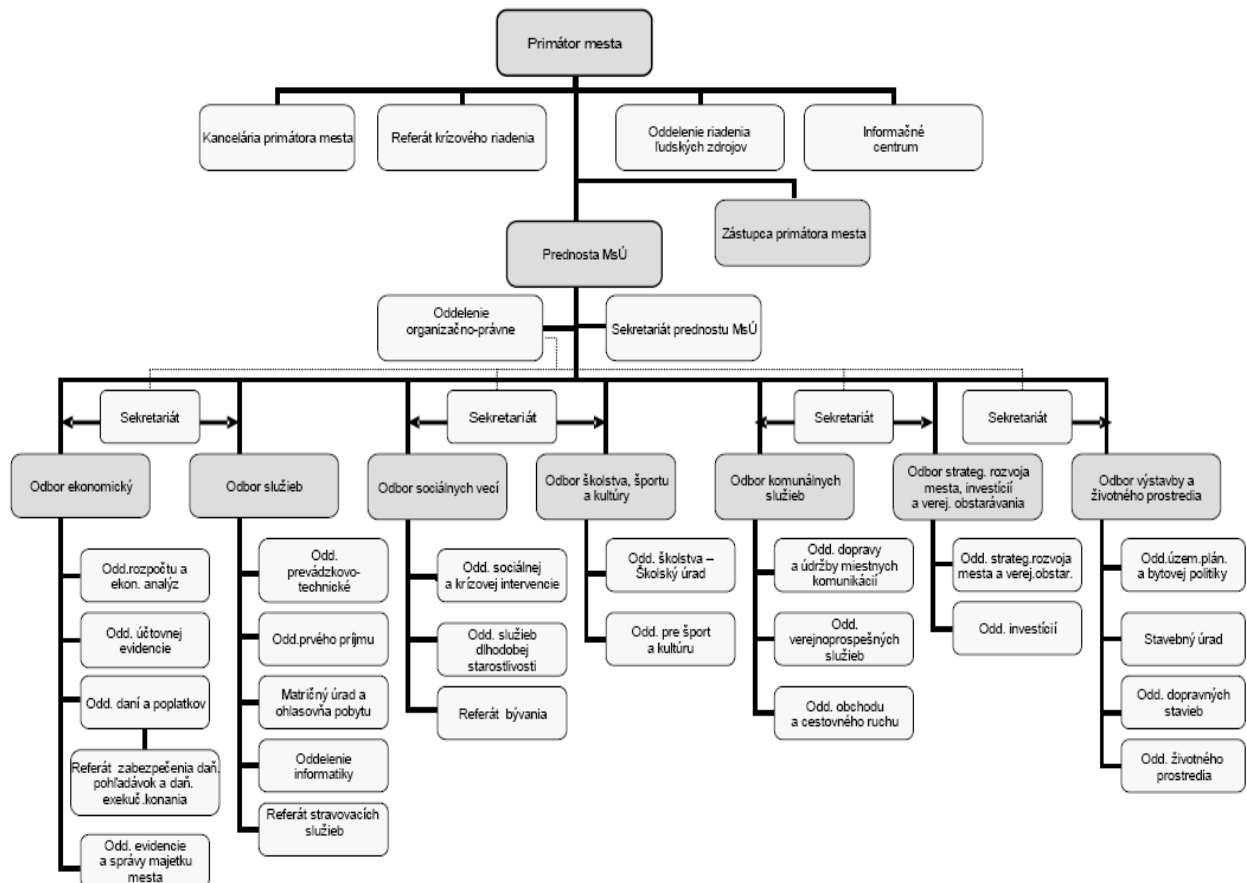 Primátor mesta
Kancelária primátora mesta
Referát krízového riadenia
Oddelenie riadenia
ľudských zdrojov
Informačné
centrum
Zástupca primátora mesta
Prednosta MsÚ
Oddelenie
organizačno-právne
Sekretariát prednostu MsÚ
Sekretariát
Sekretariát
Sekretariát
Sekretariát
Odbor ekonomický
Odbor služieb
Odbor sociálnych vecí
Odbor školstva, športu
a kultúry
Odbor komunálnych
služieb
Odbor strateg. rozvoja
mesta, investícií
a verej. obstarávania
Odbor výstavby a
životného prostredia
Odd.rozpočtu a
ekon. analýz
Odd. účtovnej
evidencie
Odd. daní a poplatkov
Referát zabezpečenia daň.
pohľadávok a daň.
exekuč.konania
Odd. evidencie
a správy majetku
mesta
Odd.
prevádzkovo-
technické
Odd.prvého príjmu
Matričný úrad a
ohlasovňa pobytu
Oddelenie
informatiky
Referát stravovacích
služieb
Odd. sociálnej
a krízovej intervencie
Odd. služieb
dlhodobej
starostlivosti
Referát bývania
Odd. školstva –
Školský úrad
Odd. pre šport
a kultúru
Odd. dopravy
a údržby miestnych
komunikácií
Odd.
verejnoprospešných
služieb
Odd. obchodu
a cestovného ruchu
Odd. strateg.rozvoja
mesta a verej.obstar.
Odd. investícií
Odd.územ.plán.
a bytovej politiky
Stavebný úrad
Odd. dopravných
stavieb
Odd. životného
prostredia